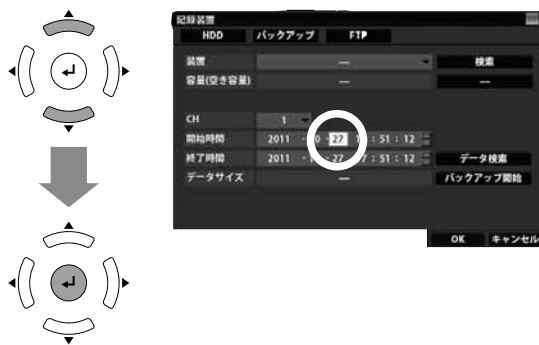 記録装置
HDD バックアップ FTP
装置 — 検索
容量(空き容量) — —
CH 1
開始時間 2011 - 0 - 27 1 : 51 : 12
終了時間 2011 - 27 7 : 51 : 12 データ検索
データサイズ — バックアップ開始
OK キャンセル